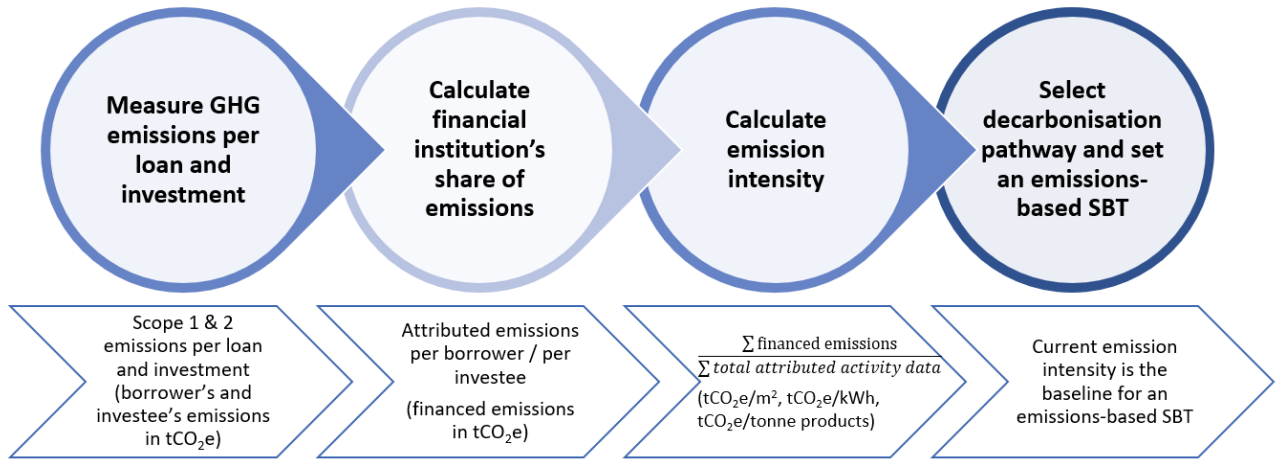 Measure GHG
emissions per
loan and
investment
Calculate
financial
institution’s
share of
emissions
Calculate
emission
intensity
Select
decarbonisation
pathway and set
an emissions-
based SBT
Scope 1 & 2
emissions per loan
and investment
(borrower’s and
investee’s emissions
in tCO₂e)
Attributed emissions
per borrower / per
investee
(financed emissions
in tCO₂e)
∑ financed emissions
∑ total attributed activity data
(tCO₂e/m², tCO₂e/kWh,
tCO₂e/tonne products)
Current emission
intensity is the
baseline for an
emissions-based SBT